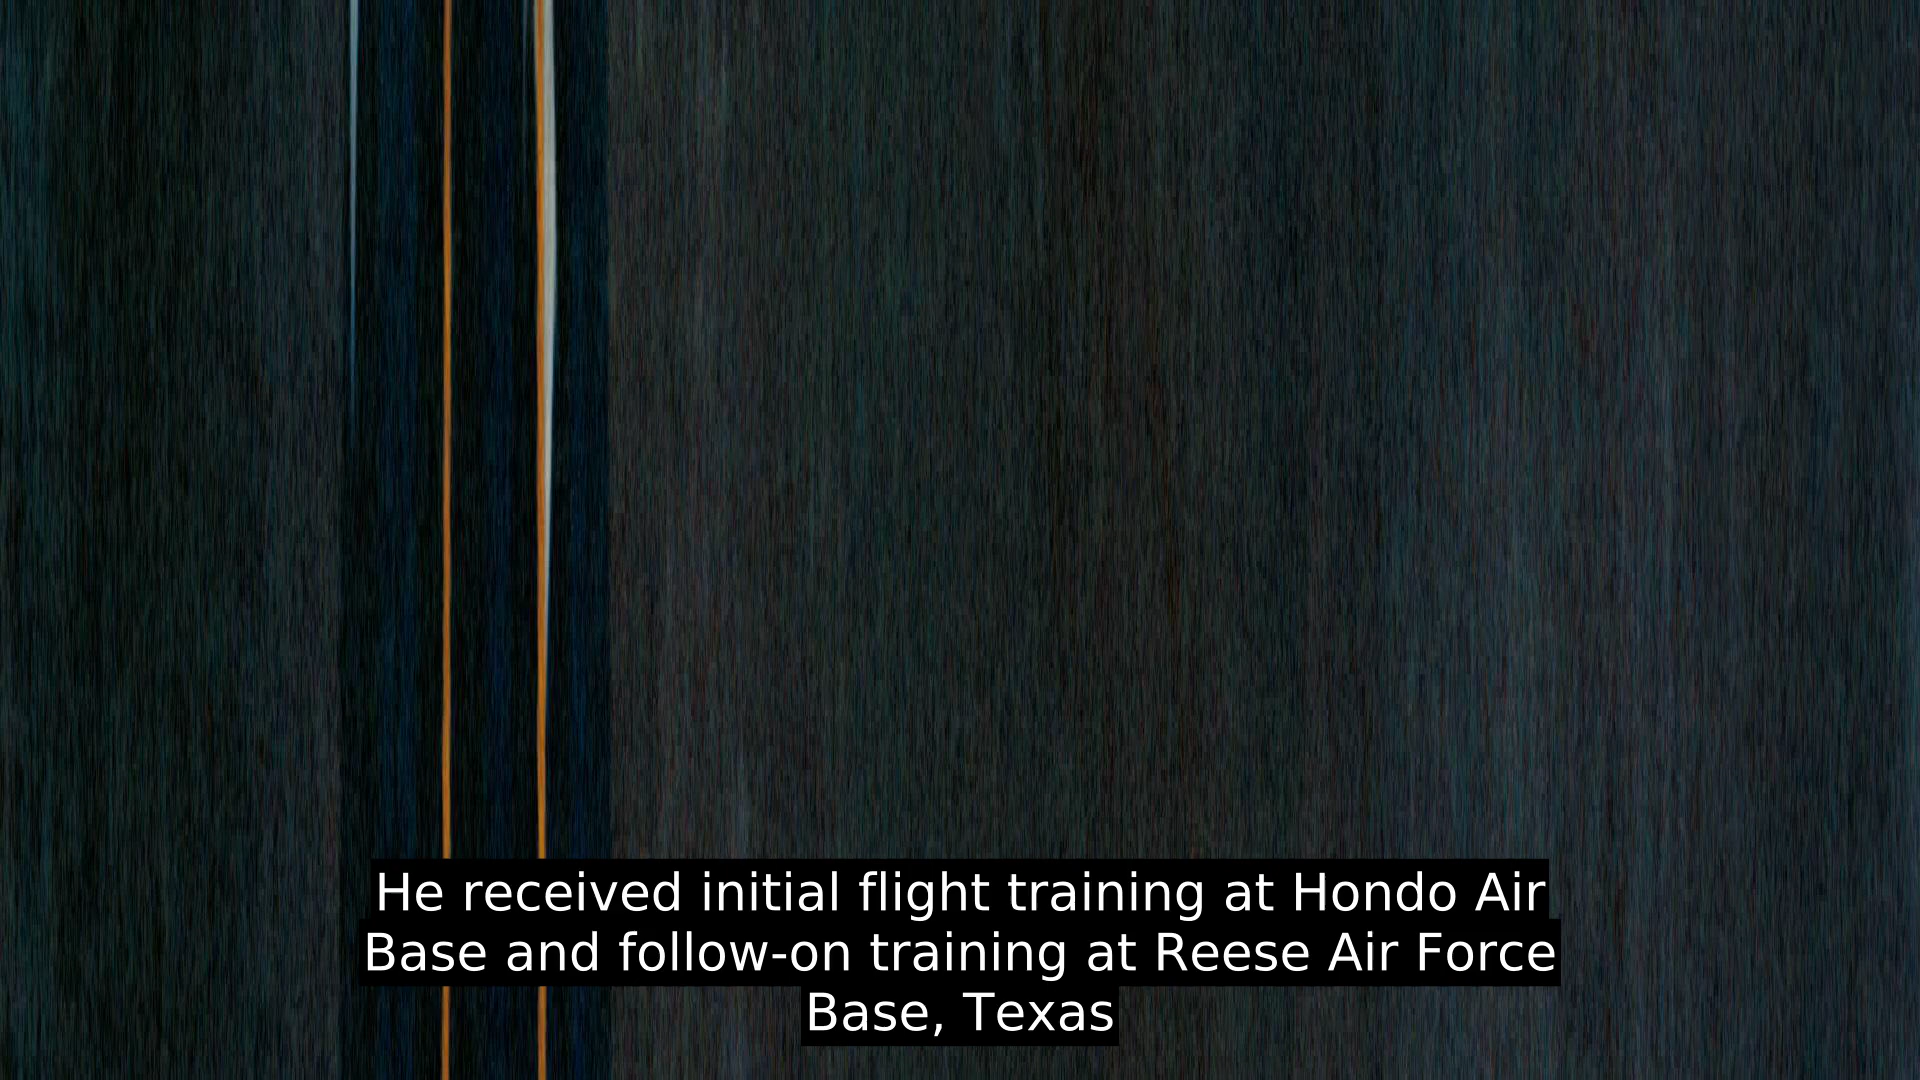 He received initial flight training at Hondo Air
Base and follow-on training at Reese Air Force
Base, Texas